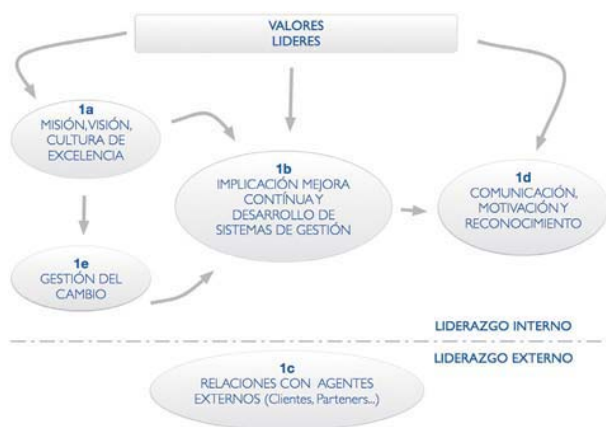 VALORES
LIDERES
1a
MISIÓN,VISIÓN,
CULTURA DE
EXCELENCIA
1b
IMPLICACIÓN MEJORA
CONTÍNUA Y
DESARROLLO DE
SISTEMAS DE GESTIÓN
1d
COMUNICACIÓN,
MOTIVACIÓN Y
RECONOCIMIENTO
1e
GESTIÓN DEL
CAMBIO
LIDERAZGO INTERNO
LIDERAZGO EXTERNO
1c
RELACIONES CON AGENTES
EXTERNOS (Clientes, Parteners...)